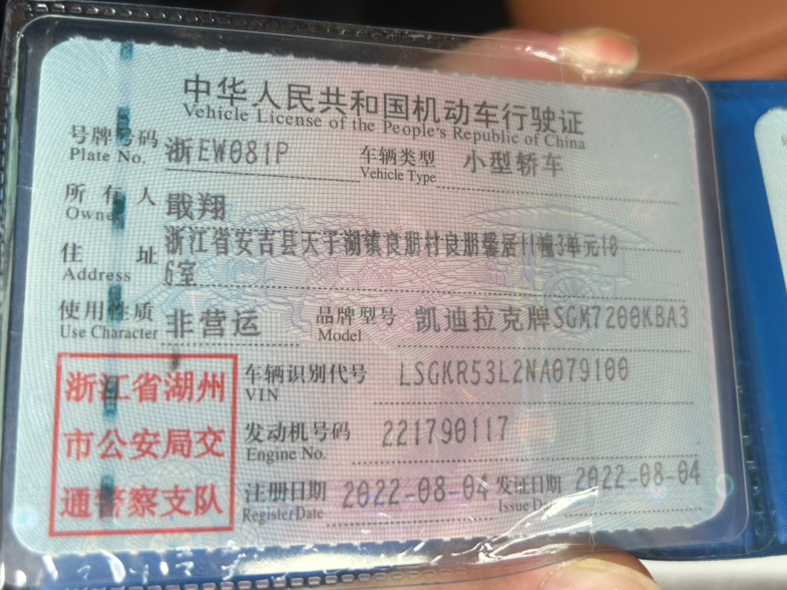 中华人民共和国机动车行驶证
Vehicle License of the People's Republic of China
号牌号码 浙EW081P 车辆类型 小型轿车
Plate No. Vehicle Type
所有人 戢翔
Owner
住址 浙江省安吉县天子湖镇良朋村良朋馨居11幢3单元10
Address 6室
使用性质 非营运 品牌型号 凯迪拉克牌SGM7200KBA3
Use Character Model
浙江省湖州
市公安局交
通警察支队
车辆识别代号 LSGKR53L2NA079100
VIN
发动机号码 221790117
Engine No.
注册日期 2022-08-04 发证日期 2022-08-04
Register Date Issue Da